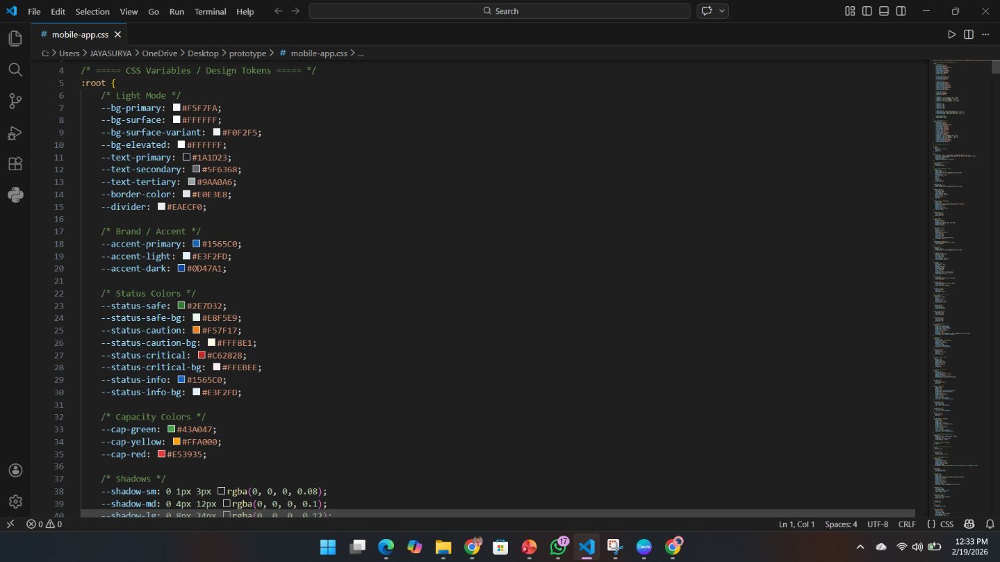 File Edit Selection View Go Run Terminal Help Search
# mobile-app.css
C: > Users > JAYASURYA > OneDrive > Desktop > prototype > # mobile-app.css > ...
4 /* ===== CSS Variables / Design Tokens ===== */
5 :root {
6 /* Light Mode */
7 --bg-primary: #F5F7FA;
8 --bg-surface: #FFFFFF;
9 --bg-surface-variant: #F0F2F5;
10 --bg-elevated: #FFFFFF;
11 --text-primary: #1A1D23;
12 --text-secondary: #5F6368;
13 --text-tertiary: #9AA0A6;
14 --border-color: #E0E3E8;
15 --divider: #EAECF0;
16
17 /* Brand / Accent */
18 --accent-primary: #1565C0;
19 --accent-light: #E3F2FD;
20 --accent-dark: #0D47A1;
21
22 /* Status Colors */
23 --status-safe: #2E7D32;
24 --status-safe-bg: #E8F5E9;
25 --status-caution: #F57F17;
26 --status-caution-bg: #FFF8E1;
27 --status-critical: #C62828;
28 --status-critical-bg: #FFEBEE;
29 --status-info: #1565C0;
30 --status-info-bg: #E3F2FD;
31
32 /* Capacity Colors */
33 --cap-green: #43A047;
34 --cap-yellow: #FFA000;
35 --cap-red: #E53935;
36
37 /* Shadows */
38 --shadow-sm: 0 1px 3px rgba(0, 0, 0, 0.08);
39 --shadow-md: 0 4px 12px rgba(0, 0, 0, 0.1);
40 --shadow-lg: 0 8px 24px rgba(0, 0, 0, 0.12);
0 0 Ln 1, Col 1 Spaces: 4 UTF-8 CRLF { } CSS
17
Canva
12:33 PM
2/19/2026